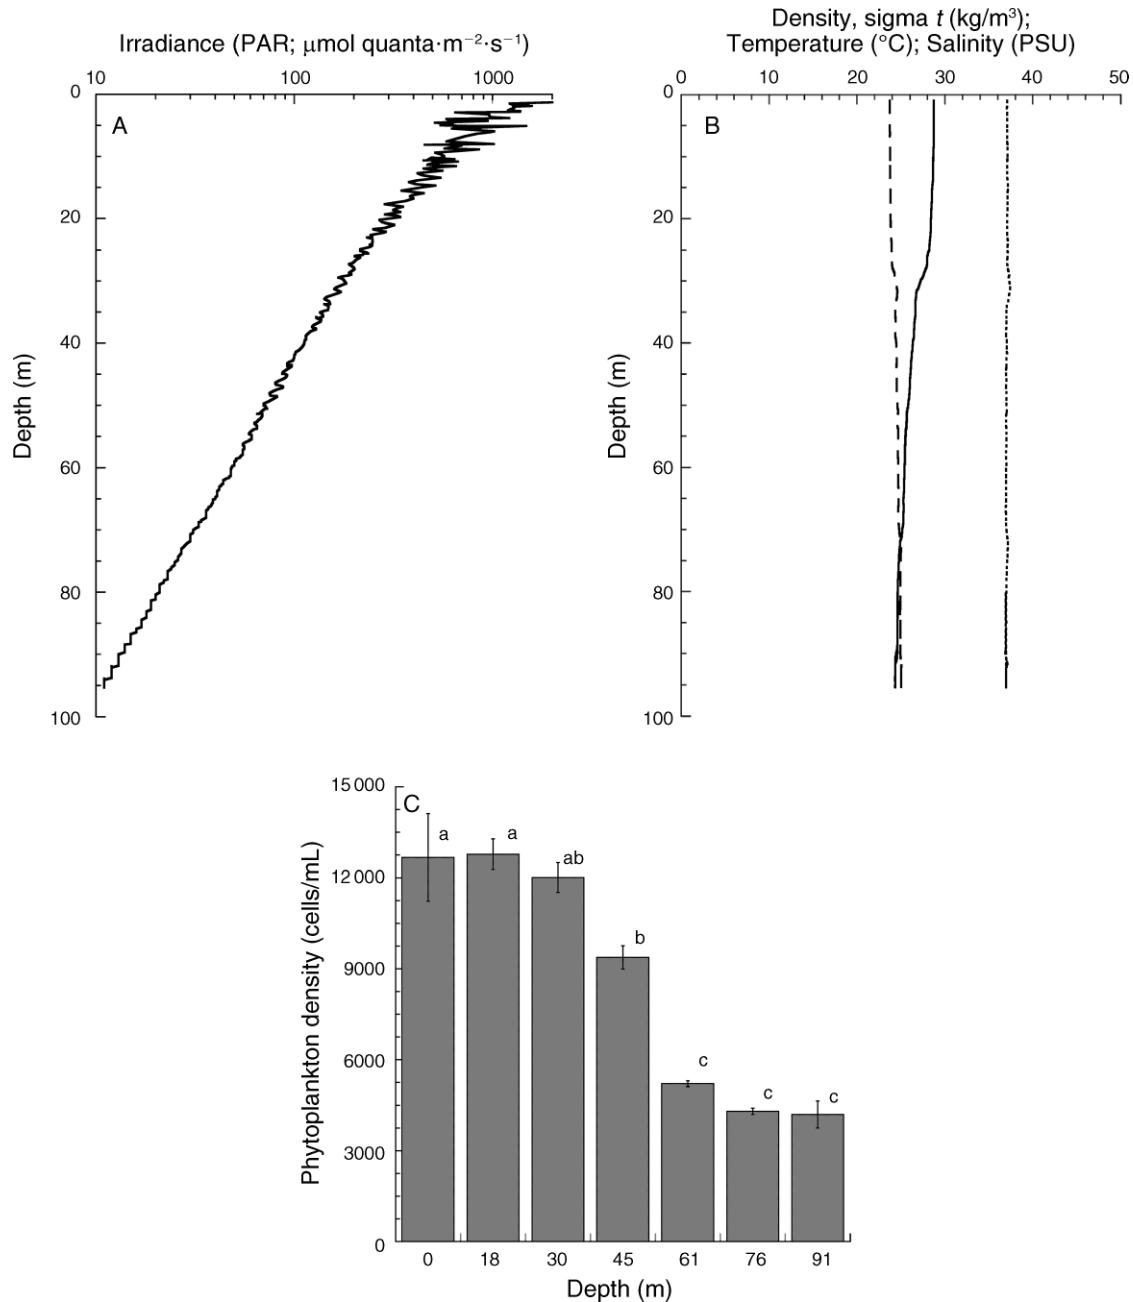 Irradiance (PAR; μmol quanta·m⁻²·s⁻¹)
10 100 1000
A
0
20
40
60
80
100
Depth (m)
Density, sigma t (kg/m³);
Temperature (°C); Salinity (PSU)
0 10 20 30 40 50
B
0
20
40
60
80
100
Depth (m)
C
15 000
12 000
9000
6000
3000
0
Phytoplankton density (cells/mL)
a a ab b c c c
0 18 30 45 61 76 91
Depth (m)